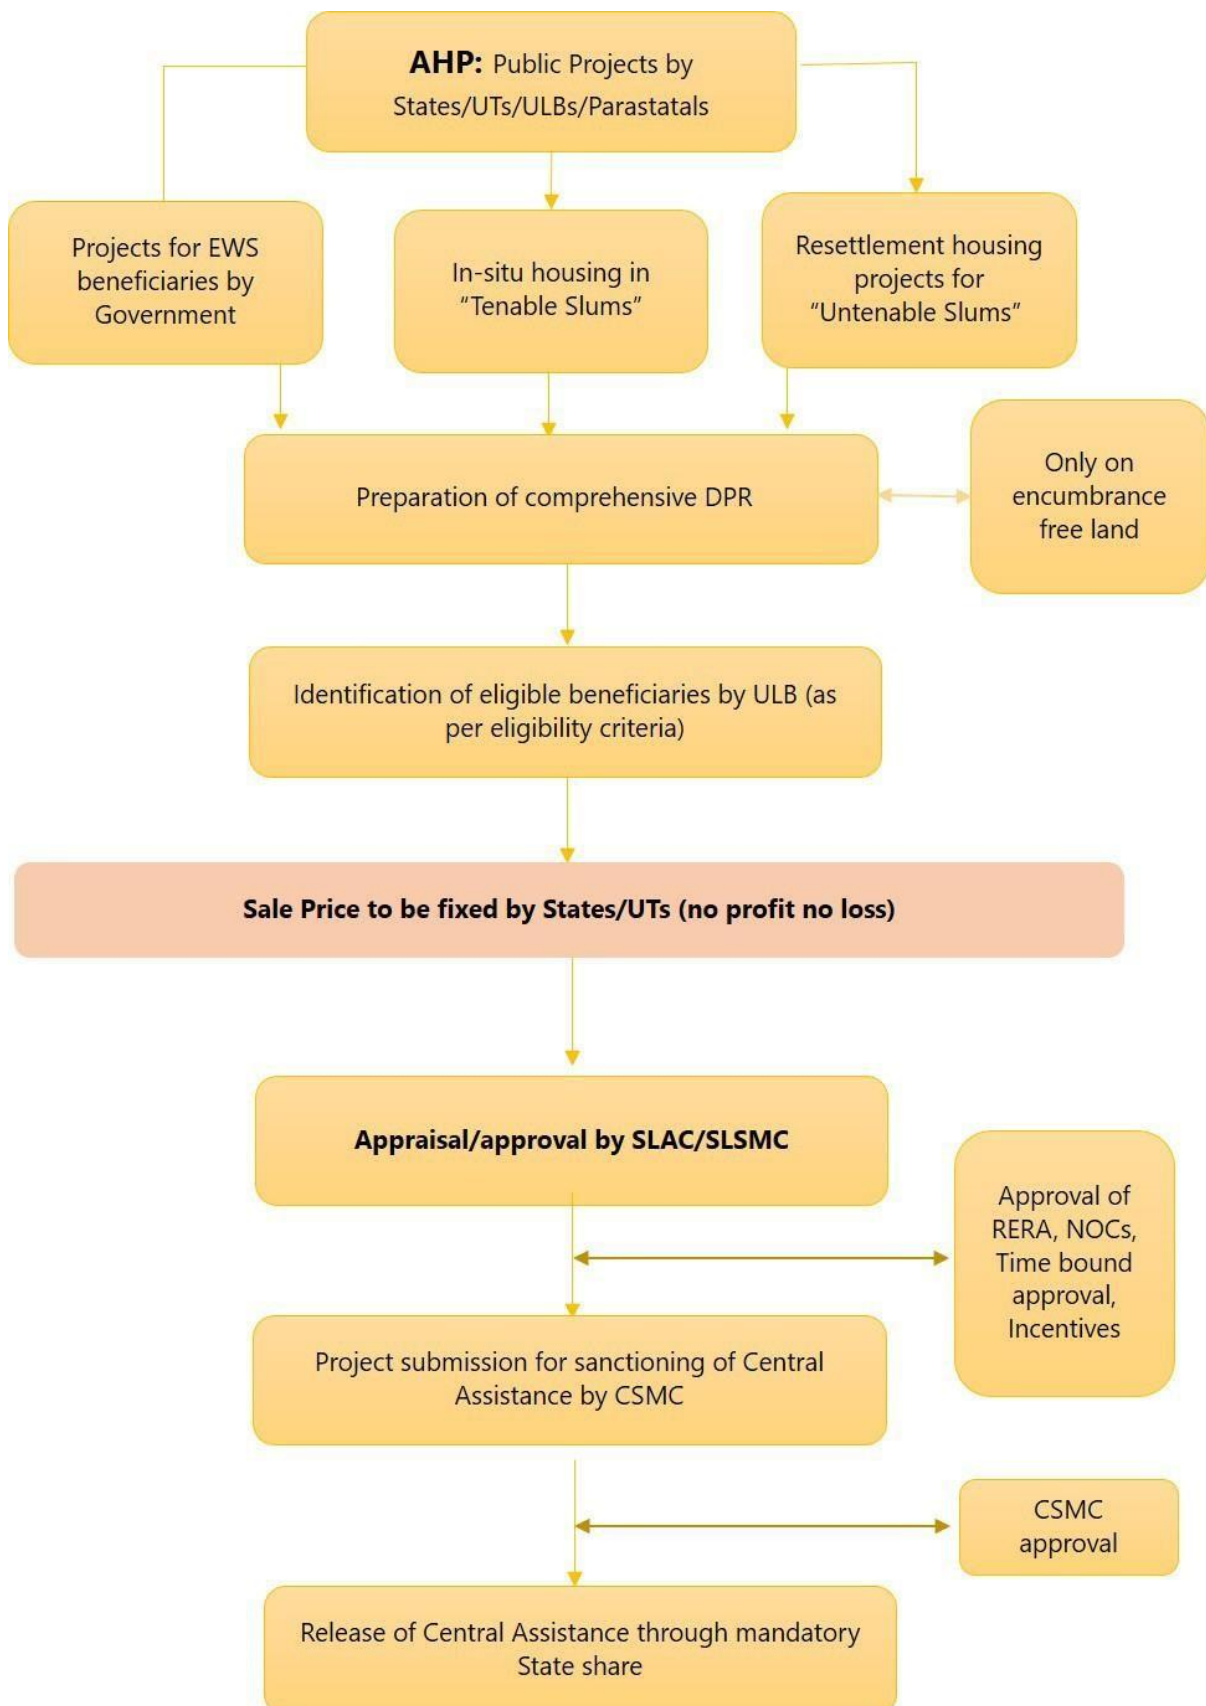 AHP: Public Projects by
States/UTs/ULBs/Parastatals
Projects for EWS
beneficiaries by
Government
In-situ housing in
“Tenable Slums”
Resettlement housing
projects for
“Untenable Slums”
Preparation of comprehensive DPR
Only on
encumbrance
free land
Identification of eligible beneficiaries by ULB (as
per eligibility criteria)
Sale Price to be fixed by States/UTs (no profit no loss)
Appraisal/approval by SLAC/SLSMC
Approval of
RERA, NOCs,
Time bound
approval,
Incentives
Project submission for sanctioning of Central
Assistance by CSMC
CSMC
approval
Release of Central Assistance through mandatory
State share